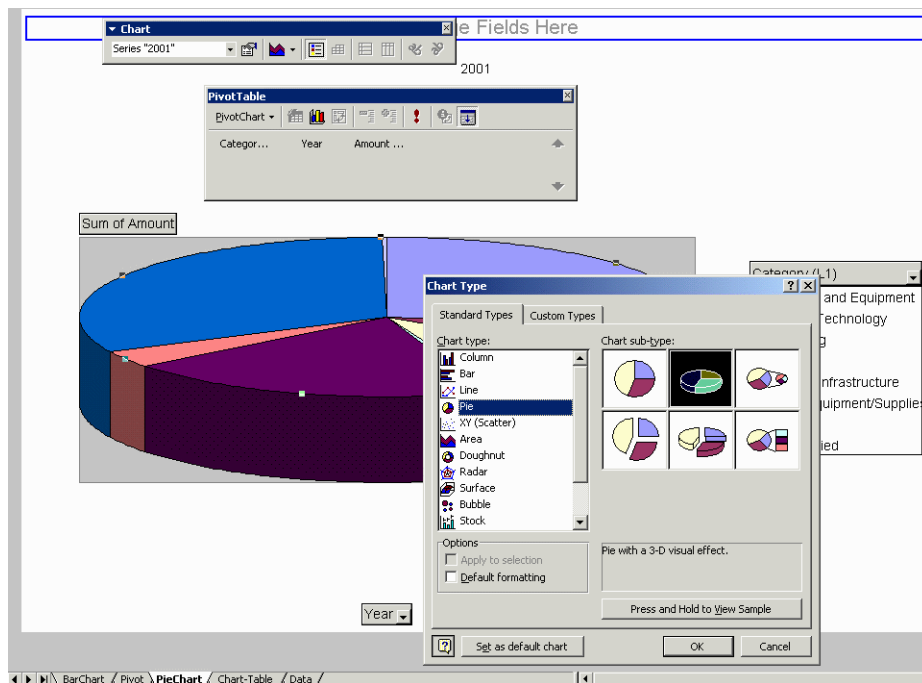 Chart
e Fields Here
Series "2001"
2001
PivotTable
PivotChart
Categor... Year Amount ...
Sum of Amount
Category (L1)
Chart Type
and Equipment
Standard Types Custom Types
Technology
Chart type: Chart sub-type:
Column
Bar
Line
Pie
XY (Scatter)
Area
Doughnut
Radar
Surface
Bubble
Stock
nfrastructure
quipment/Supplies
ied
Options
Apply to selection
Default formatting
Pie with a 3-D visual effect.
Press and Hold to View Sample
Year
Set as default chart OK Cancel
BarChart Pivot PieChart Chart-Table Data